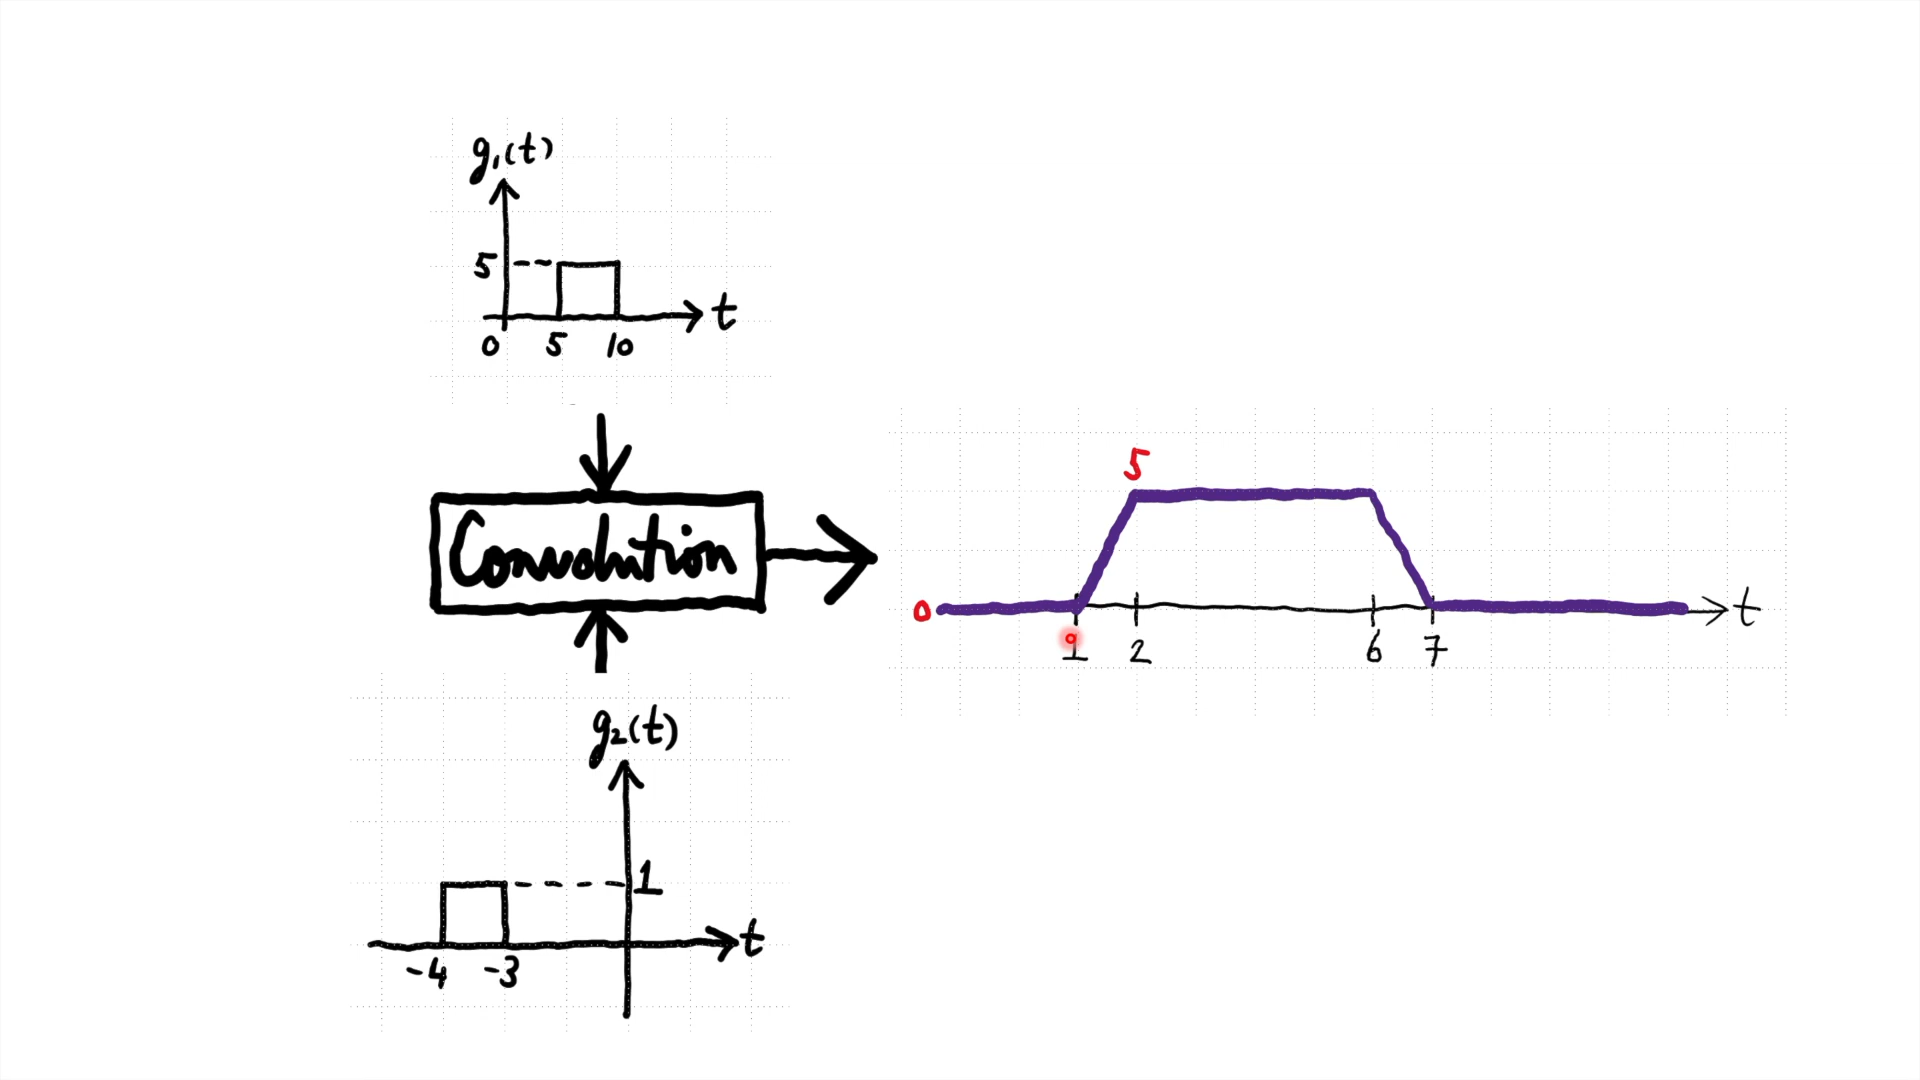 g₁(t)
5
t
0 5 10
Convolution
5
0
t
1 2 6 7
g₂(t)
1
t
-4 -3